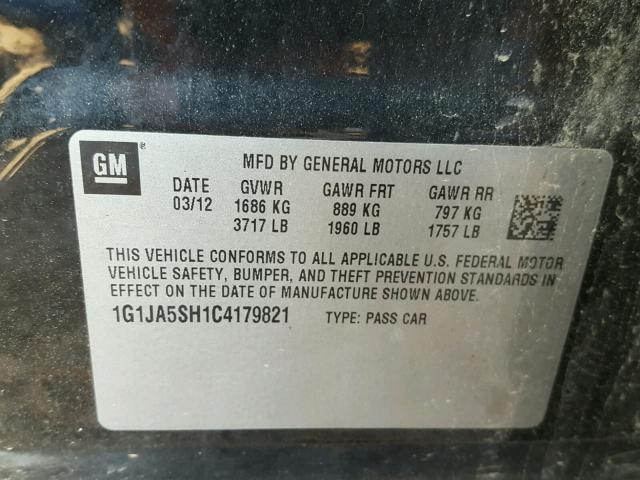 GM ®
MFD BY GENERAL MOTORS LLC
DATE GVWR GAWR FRT GAWR RR
03/12 1686 KG 889 KG 797 KG
3717 LB 1960 LB 1757 LB
THIS VEHICLE CONFORMS TO ALL APPLICABLE U.S. FEDERAL MOTOR
VEHICLE SAFETY, BUMPER, AND THEFT PREVENTION STANDARDS IN
EFFECT ON THE DATE OF MANUFACTURE SHOWN ABOVE.
1G1JA5SH1C4179821 TYPE: PASS CAR